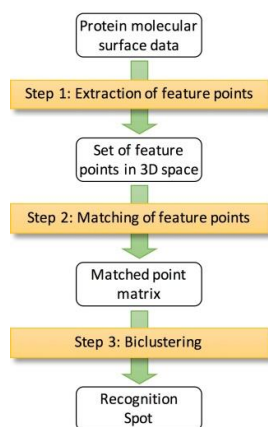 Protein molecular
surface data
Step 1: Extraction of feature points
Set of feature
points in 3D space
Step 2: Matching of feature points
Matched point
matrix
Step 3: Biclustering
Recognition
Spot